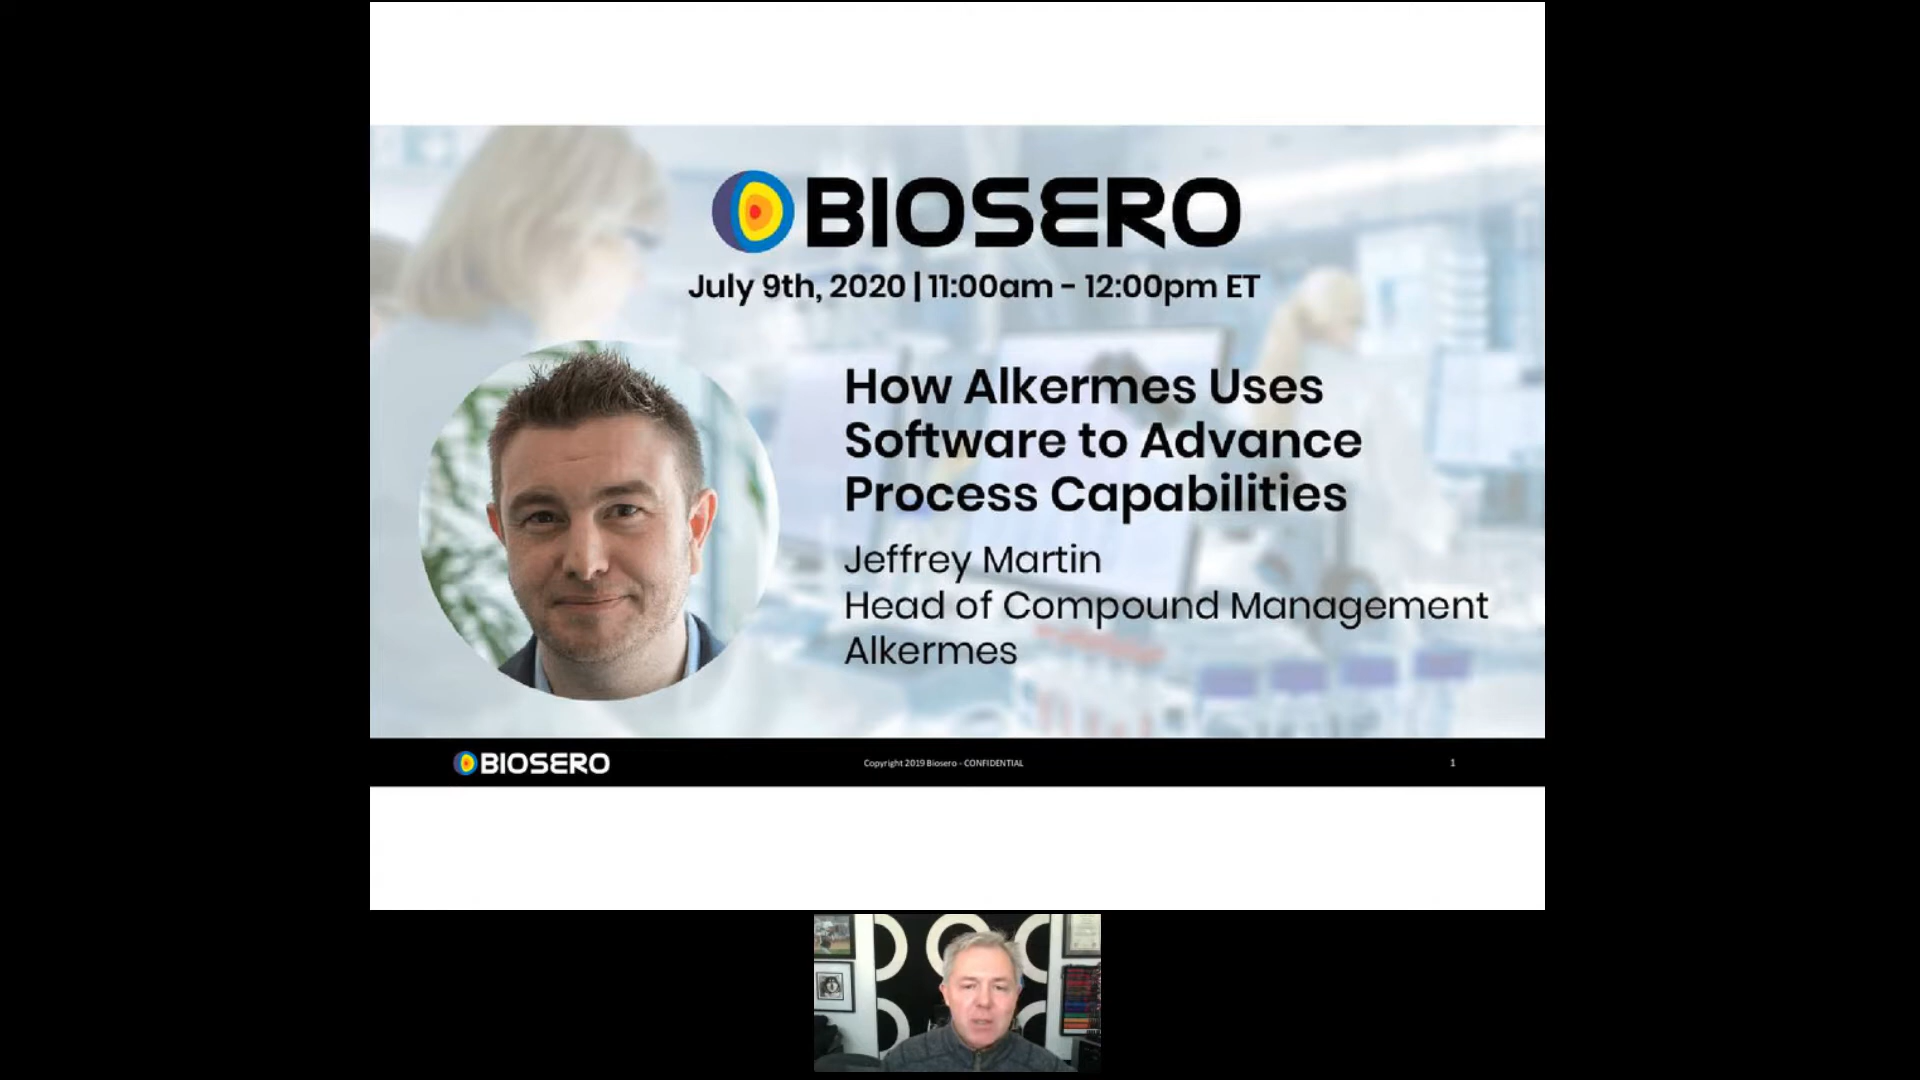 BIOSERO
July 9th, 2020 | 11:00am - 12:00pm ET
How Alkermes Uses
Software to Advance
Process Capabilities
Jeffrey Martin
Head of Compound Management
Alkermes
BIOSERO
Copyright 2019 Biosero - CONFIDENTIAL
1